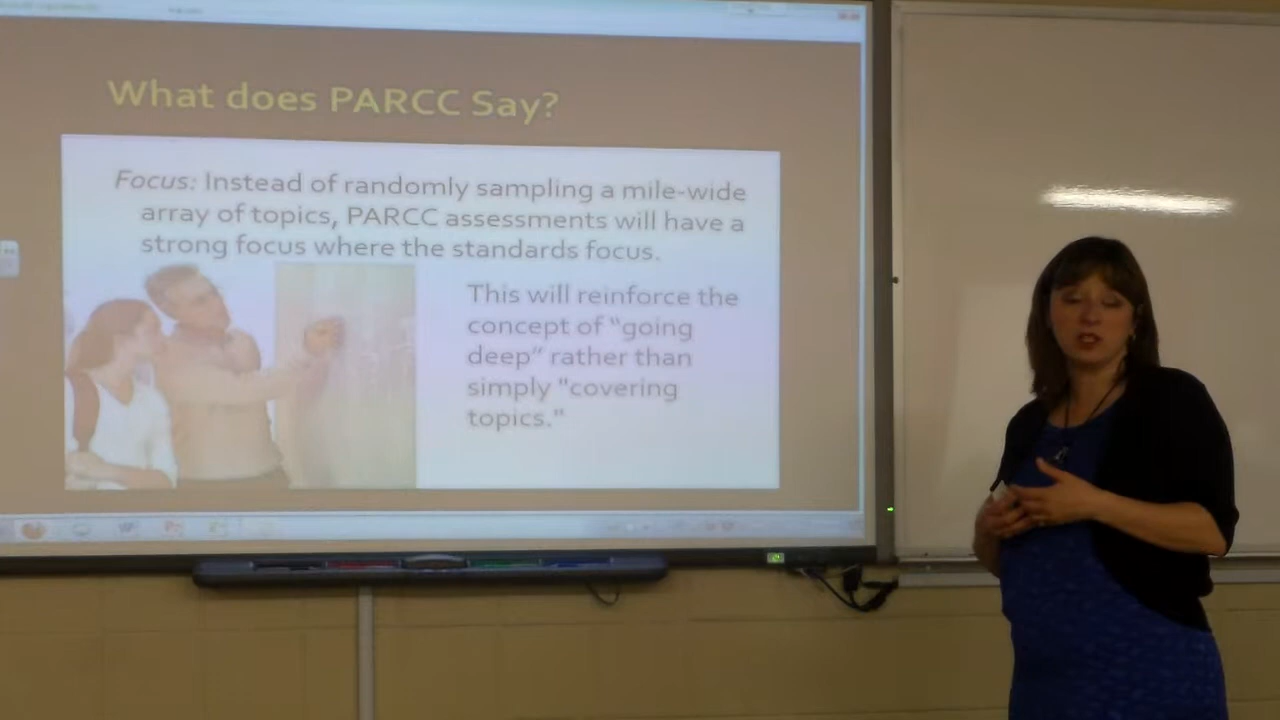 What does PARCC Say?
Focus: Instead of randomly sampling a mile-wide
array of topics, PARCC assessments will have a
strong focus where the standards focus.
This will reinforce the
concept of "going
deep" rather than
simply "covering
topics."